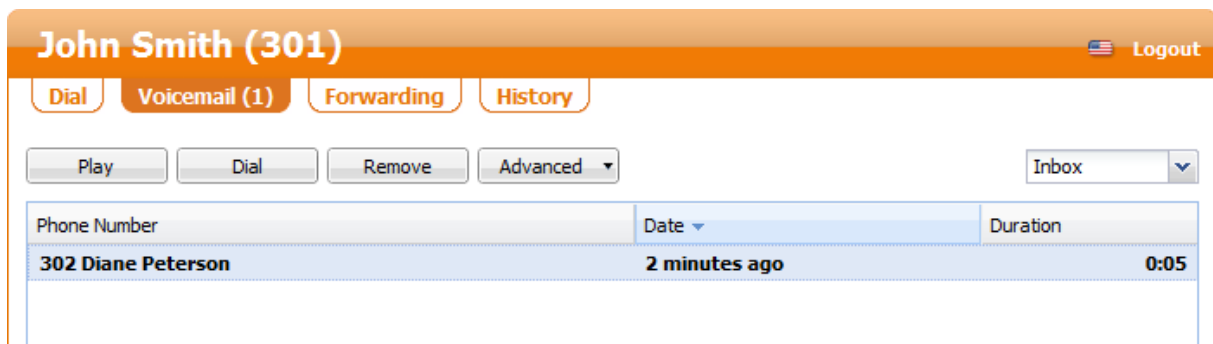 John Smith (301)
Logout
Dial Voicemail (1) Forwarding History
Play Dial Remove Advanced Inbox
Phone Number Date Duration
302 Diane Peterson 2 minutes ago 0:05